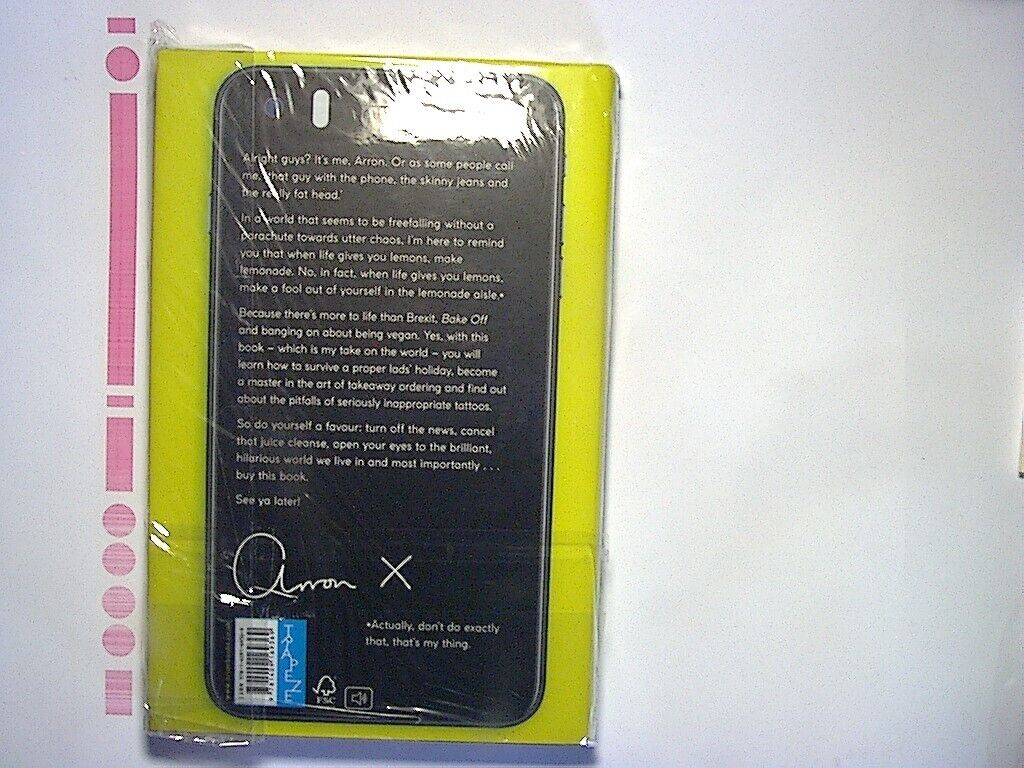 Alright guys? It's me, Arron. Or as some people call
me, 'that guy with the phone, the skinny jeans and
the really fat head.'
In a world that seems to be freefalling without a
parachute towards utter chaos, I'm here to remind
you that when life gives you lemons, make
lemonade. No, in fact, when life gives you lemons,
make a fool out of yourself in the lemonade aisle.*
Because there's more to life than Brexit, Bake Off
and banging on about being vegan. Yes, with this
book – which is my take on the world – you will
learn how to survive a proper lads' holiday, become
a master in the art of takeaway ordering and find out
about the pitfalls of seriously inappropriate tattoos.
So do yourself a favour: turn off the news, cancel
that juice cleanse, open your eyes to the brilliant,
hilarious world we live in and most importantly . . .
buy this book.
See ya later!
Arron X
*Actually, don't do exactly
that, that's my thing.
TRAPEZE
FSC